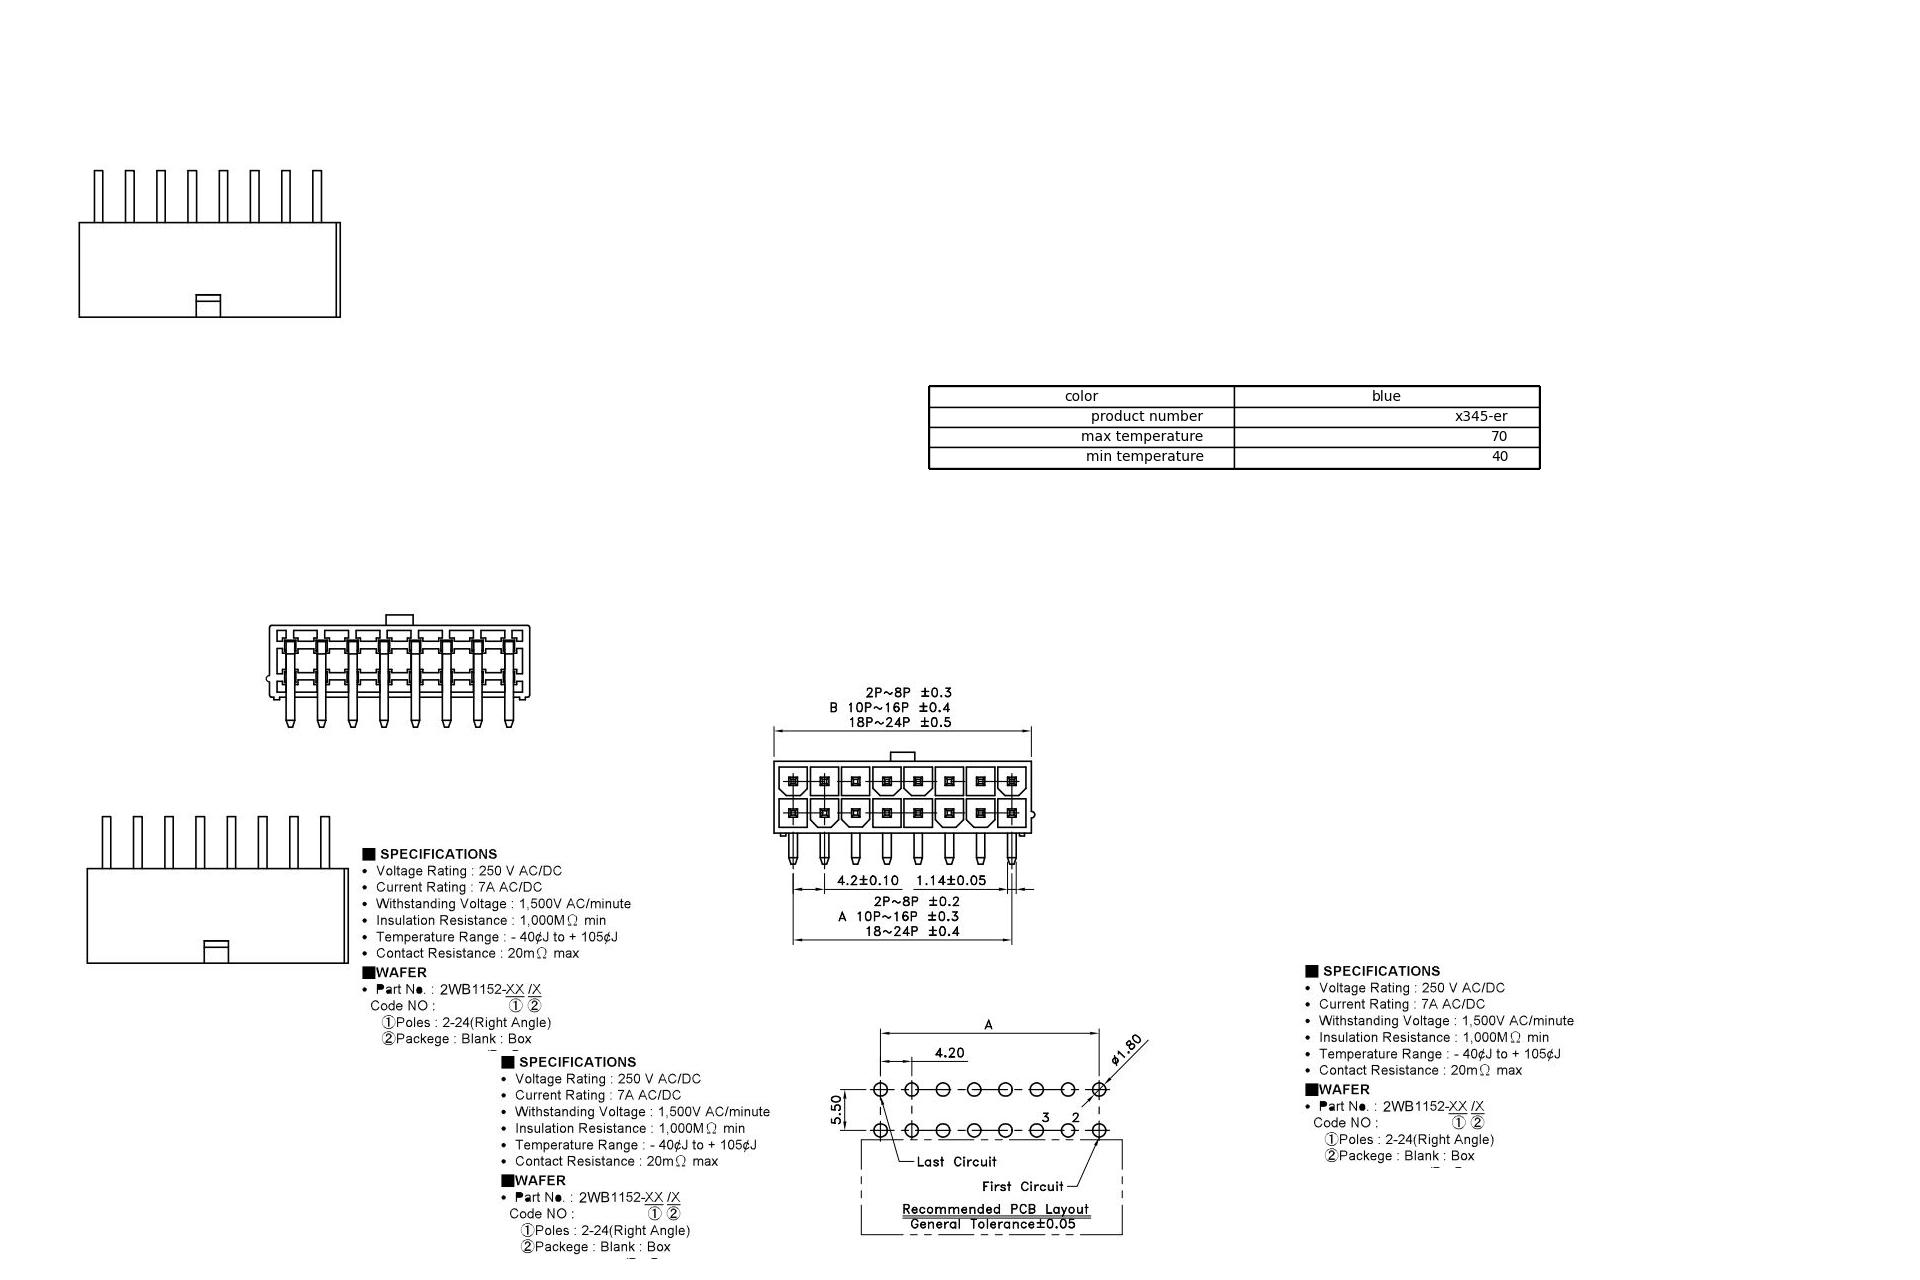 color blue
product number x345-er
max temperature 70
min temperature 40
2P~8P ±0.3
B 10P~16P ±0.4
18P~24P ±0.5
4.2±0.10 1.14±0.05
2P~8P ±0.2
A 10P~16P ±0.3
18~24P ±0.4
■ SPECIFICATIONS
• Voltage Rating : 250 V AC/DC
• Current Rating : 7A AC/DC
• Withstanding Voltage : 1,500V AC/minute
• Insulation Resistance : 1,000MΩ min
• Temperature Range : - 40¢J to + 105¢J
• Contact Resistance : 20mΩ max
■WAFER
• Part No. : 2WB1152-XX /X
Code NO : ① ②
①Poles : 2-24(Right Angle)
②Packege : Blank : Box
■ SPECIFICATIONS
• Voltage Rating : 250 V AC/DC
• Current Rating : 7A AC/DC
• Withstanding Voltage : 1,500V AC/minute
• Insulation Resistance : 1,000MΩ min
• Temperature Range : - 40¢J to + 105¢J
• Contact Resistance : 20mΩ max
■WAFER
• Part No. : 2WB1152-XX /X
Code NO : ① ②
①Poles : 2-24(Right Angle)
②Packege : Blank : Box
A
4.20
ø1.80
5.50
3 2
Last Circuit
First Circuit
Recommended PCB Layout
General Tolerance±0.05
■ SPECIFICATIONS
• Voltage Rating : 250 V AC/DC
• Current Rating : 7A AC/DC
• Withstanding Voltage : 1,500V AC/minute
• Insulation Resistance : 1,000MΩ min
• Temperature Range : - 40¢J to + 105¢J
• Contact Resistance : 20mΩ max
■WAFER
• Part No. : 2WB1152-XX /X
Code NO : ① ②
①Poles : 2-24(Right Angle)
②Packege : Blank : Box